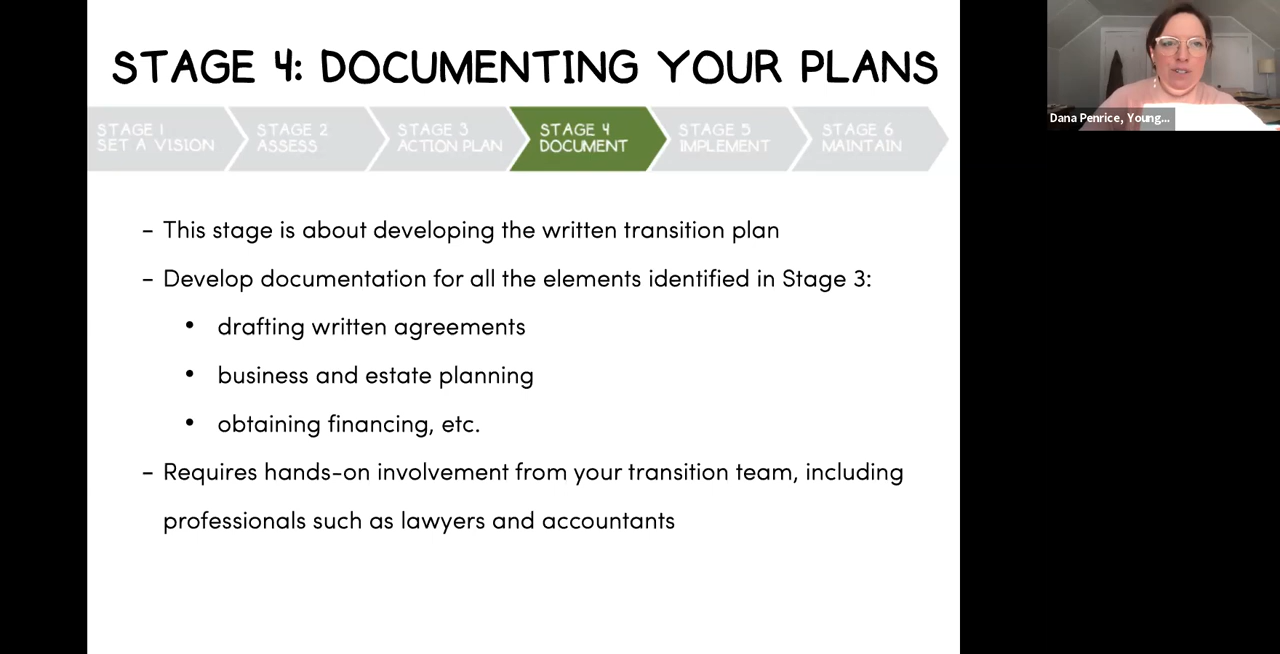 STAGE 4: DOCUMENTING YOUR PLANS
STAGE 1
SET A VISION
STAGE 2
ASSESS
STAGE 3
ACTION PLAN
STAGE 4
DOCUMENT
STAGE 5
IMPLEMENT
STAGE 6
MAINTAIN
– This stage is about developing the written transition plan
– Develop documentation for all the elements identified in Stage 3:
• drafting written agreements
• business and estate planning
• obtaining financing, etc.
– Requires hands-on involvement from your transition team, including
professionals such as lawyers and accountants
Dana Penrice, Young...